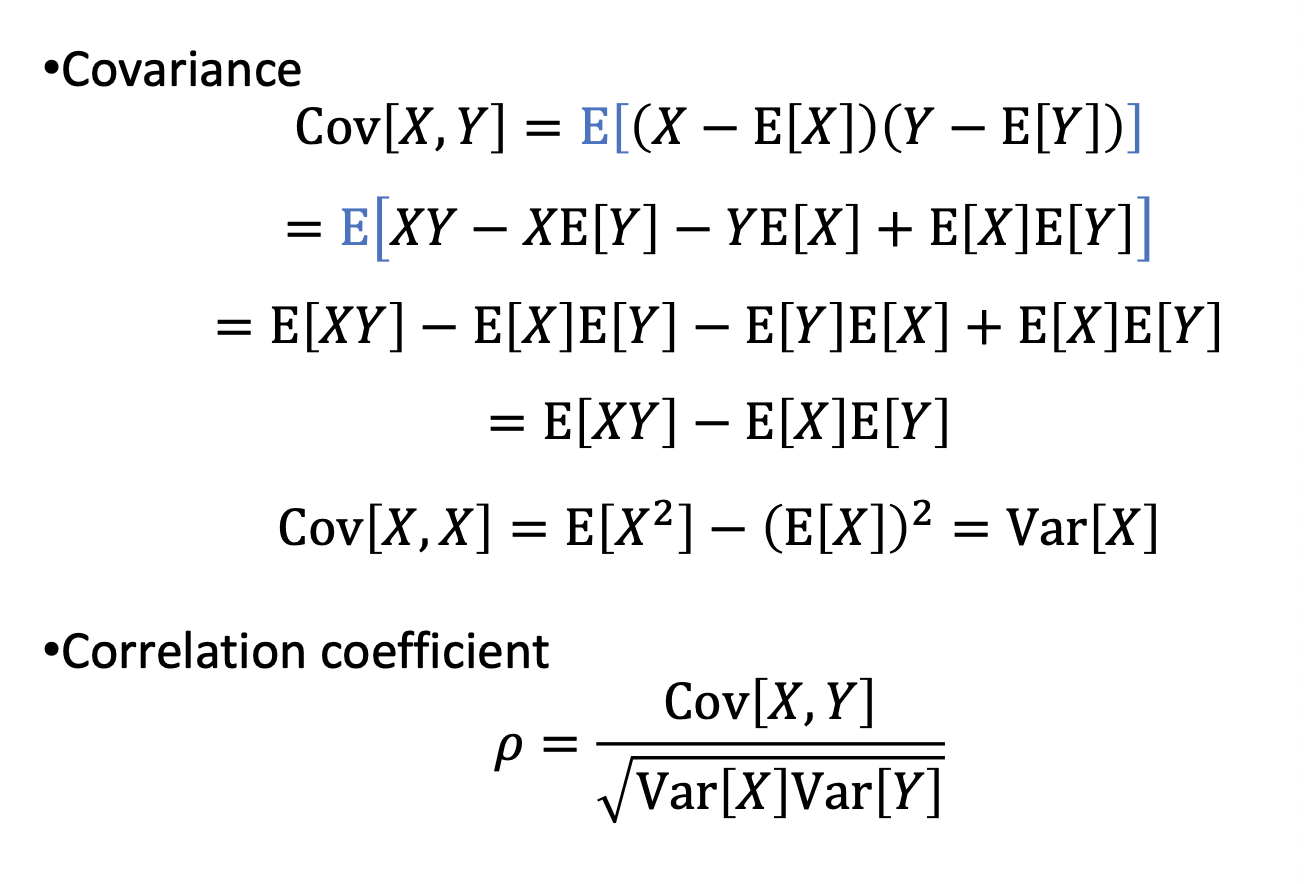 •Covariance
Cov[X, Y] = E[(X − E[X])(Y − E[Y])]
= E[XY − XE[Y] − YE[X] + E[X]E[Y]]
= E[XY] − E[X]E[Y] − E[Y]E[X] + E[X]E[Y]
= E[XY] − E[X]E[Y]
Cov[X, X] = E[X²] − (E[X])² = Var[X]
•Correlation coefficient
ρ = Cov[X, Y] / √Var[X]Var[Y]